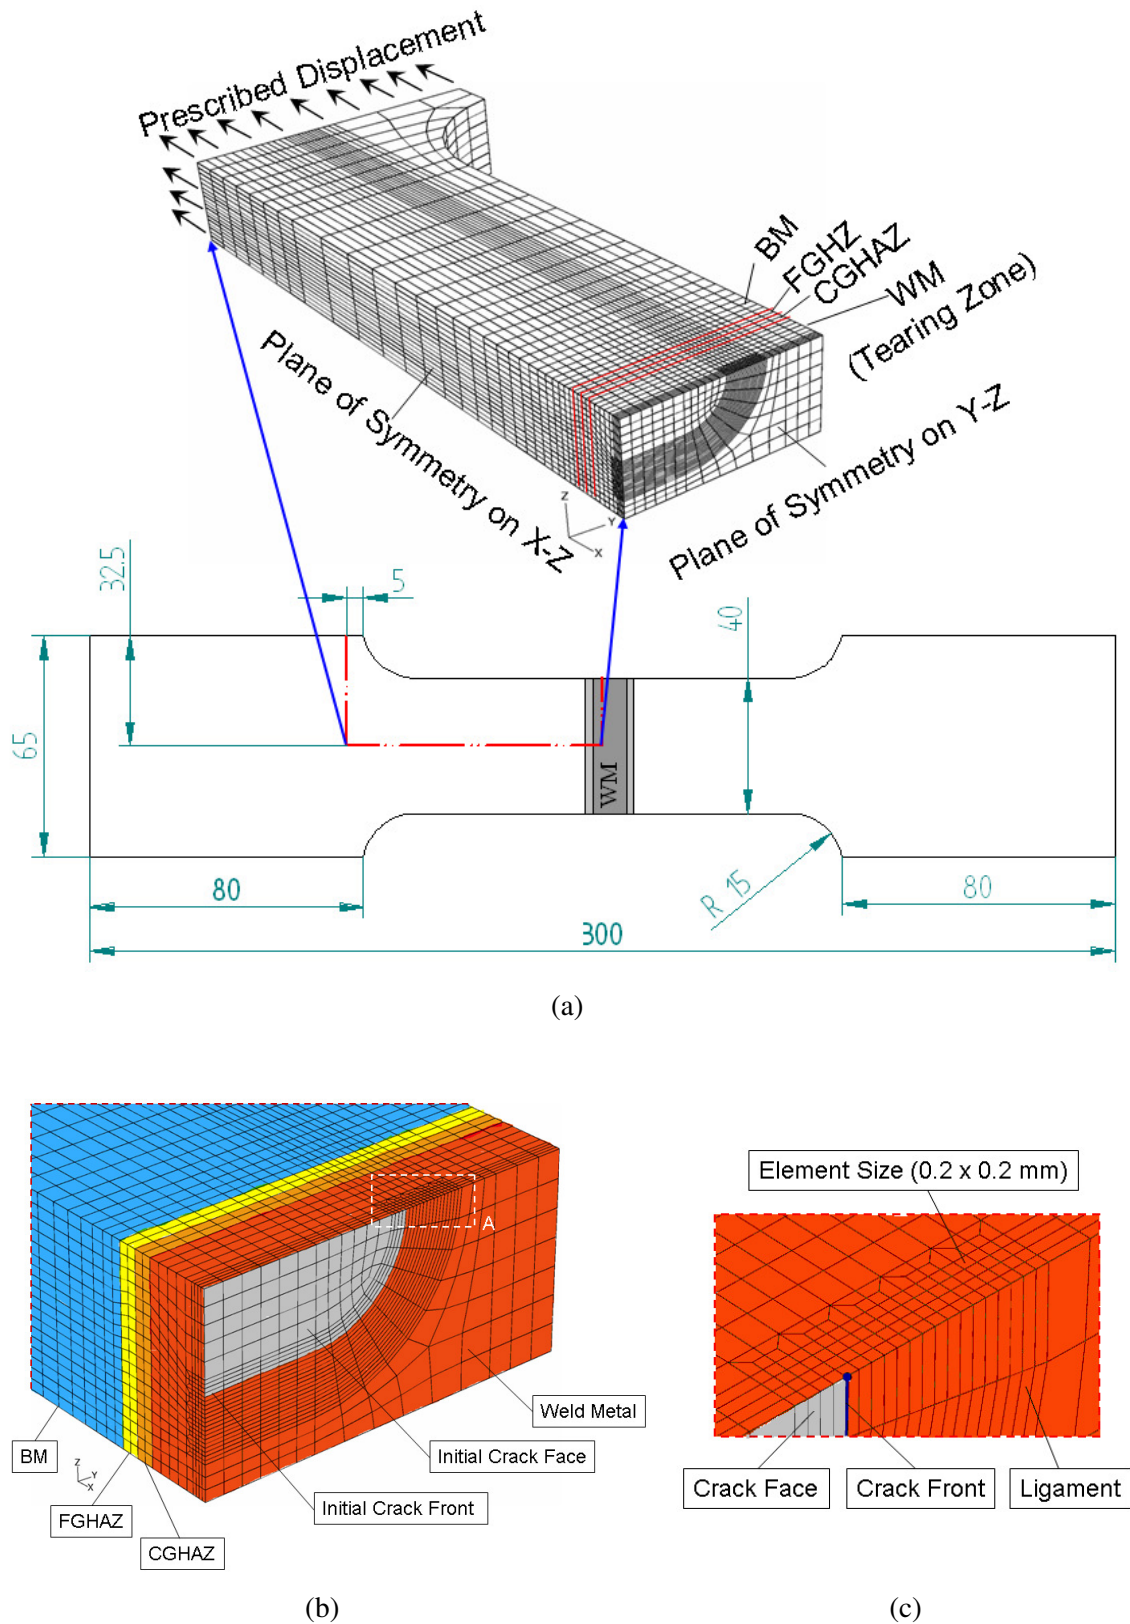 Prescribed Displacement
BM
FGHZ
CGHAZ
WM
(Tearing Zone)
Plane of Symmetry on X-Z
Plane of Symmetry on Y-Z
Z
Y
X
32.5
5
40
65
WM
R 15
80
80
300
(a)
A
Weld Metal
Initial Crack Face
Initial Crack Front
BM
Z
Y
X
FGHAZ
CGHAZ
(b)
Element Size (0.2 x 0.2 mm)
Crack Face
Crack Front
Ligament
(c)